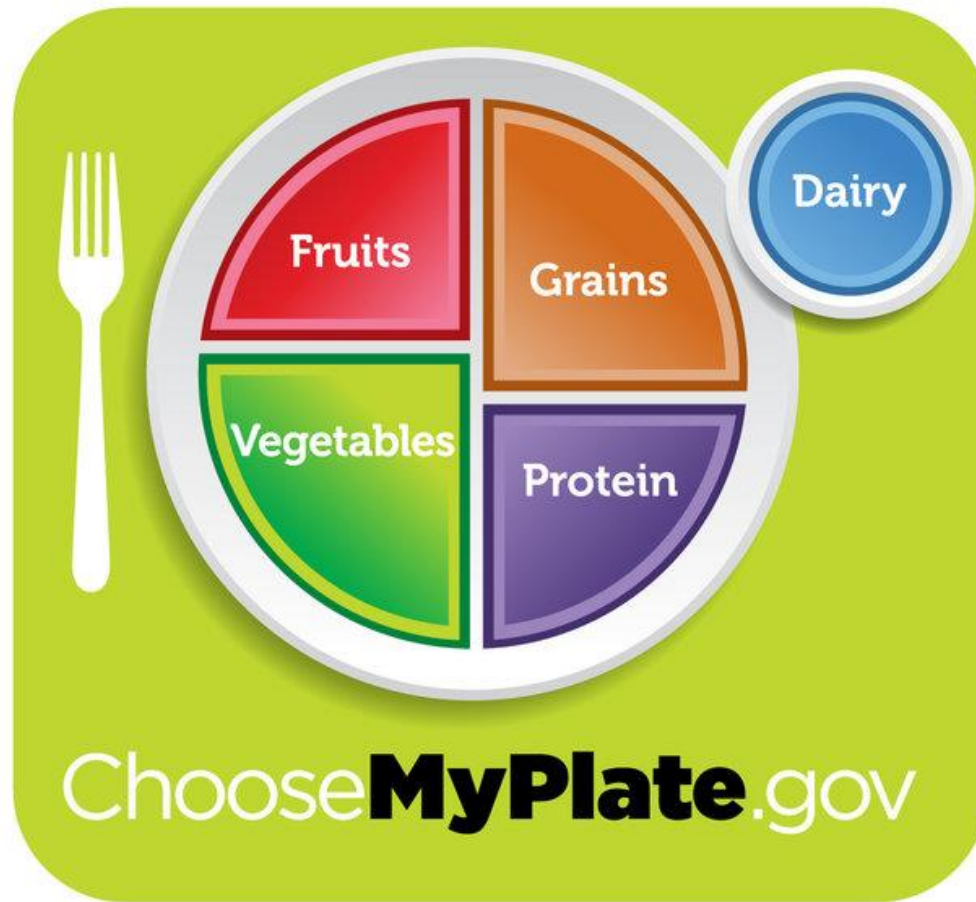 Fruits
Grains
Dairy
Vegetables
Protein
ChooseMyPlate.gov